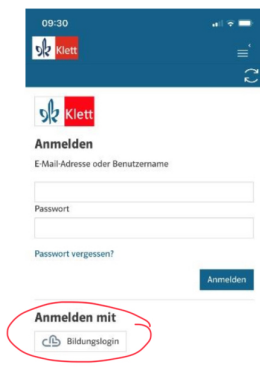 09:30
Klett
Klett
Anmelden
E-Mail-Adresse oder Benutzername
Passwort
Passwort vergessen?
Anmelden
Anmelden mit
Bildungslogin